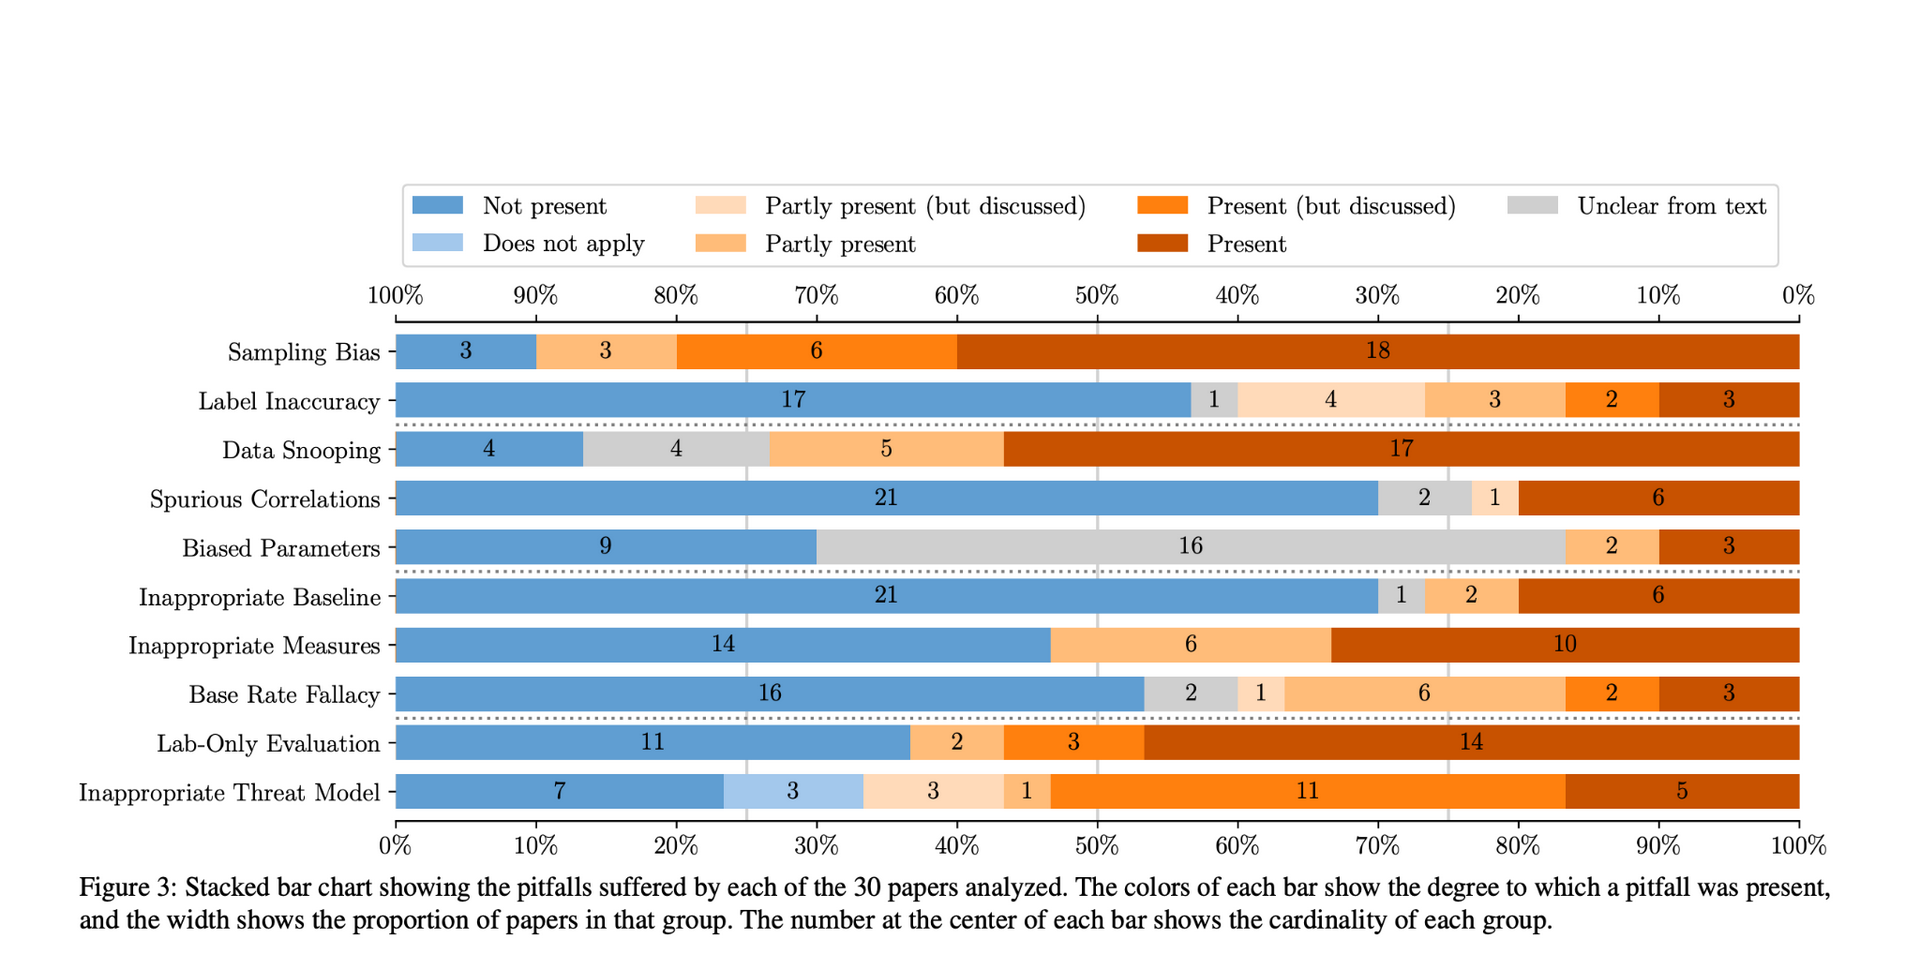 Not present Partly present (but discussed) Present (but discussed) Unclear from text
Does not apply Partly present Present
100% 90% 80% 70% 60% 50% 40% 30% 20% 10% 0%
Sampling Bias 3 3 6 18
Label Inaccuracy 17 1 4 3 2 3
Data Snooping 4 4 5 17
Spurious Correlations 21 2 1 6
Biased Parameters 9 16 2 3
Inappropriate Baseline 21 1 2 6
Inappropriate Measures 14 6 10
Base Rate Fallacy 16 2 1 6 2 3
Lab-Only Evaluation 11 2 3 14
Inappropriate Threat Model 7 3 3 1 11 5
0% 10% 20% 30% 40% 50% 60% 70% 80% 90% 100%
Figure 3: Stacked bar chart showing the pitfalls suffered by each of the 30 papers analyzed. The colors of each bar show the degree to which a pitfall was present,
and the width shows the proportion of papers in that group. The number at the center of each bar shows the cardinality of each group.